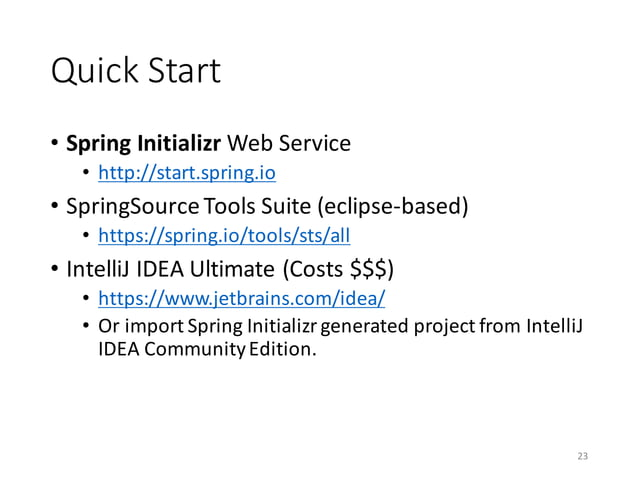 Quick Start
• Spring Initializr Web Service
• http://start.spring.io
• SpringSource Tools Suite (eclipse-based)
• https://spring.io/tools/sts/all
• IntelliJ IDEA Ultimate (Costs $$$)
• https://www.jetbrains.com/idea/
• Or import Spring Initializr generated project from IntelliJ
IDEA Community Edition.
23